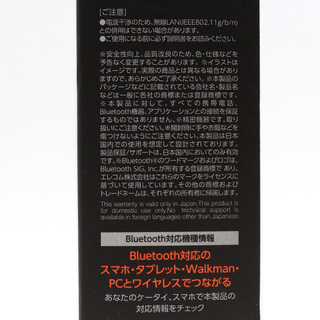 [ご注意]
●電波干渉のため、無線LAN(IEEE802.11g/b/n)
との併用はできない場合があります。
●ご使用になる前に必ず説明書をお読みください。
※安全性向上、品質改良のため、色・仕様などを
予告なく変更することがあります。※イラストは
イメージです。実際の商品とは異なる場合があり
ますので、あらかじめご了承ください。※本製品の
パッケージなどに記載されている会社名・製品名
などは一般に各社の商標または登録商標です。
※本製品に対して、すべての携帯電話、
Bluetooth機器、アプリケーションとの接続を保証
するものではありません。※精密機器です。取り
扱いにご注意ください。※開封時に手や衣服などを
傷つけないようにご注意ください。※本製品は日本
国内での使用を想定して設計されております。
製品保証/サポートは、日本国内においてのみ有効
です。※Bluetooth®のワードマークおよびロゴは、
Bluetooth SIG, Inc.が所有する登録商標で あり、
エレコム株式会社はこれらのマークをライセンスに
基づいて使用しています。その他の商標および
トレードネームは、それぞれの所有者に帰属します。
This warranty is valid only in Japan.This product is
for domestic use only.No technical support is
available in foreign languages other than Japanese.
Bluetooth対応機種情報
Bluetooth対応の
スマホ・タブレット・Walkman・
PCとワイヤレスでつながる
あなたのケータイ、スマホで本製品の
対応状況をチェック